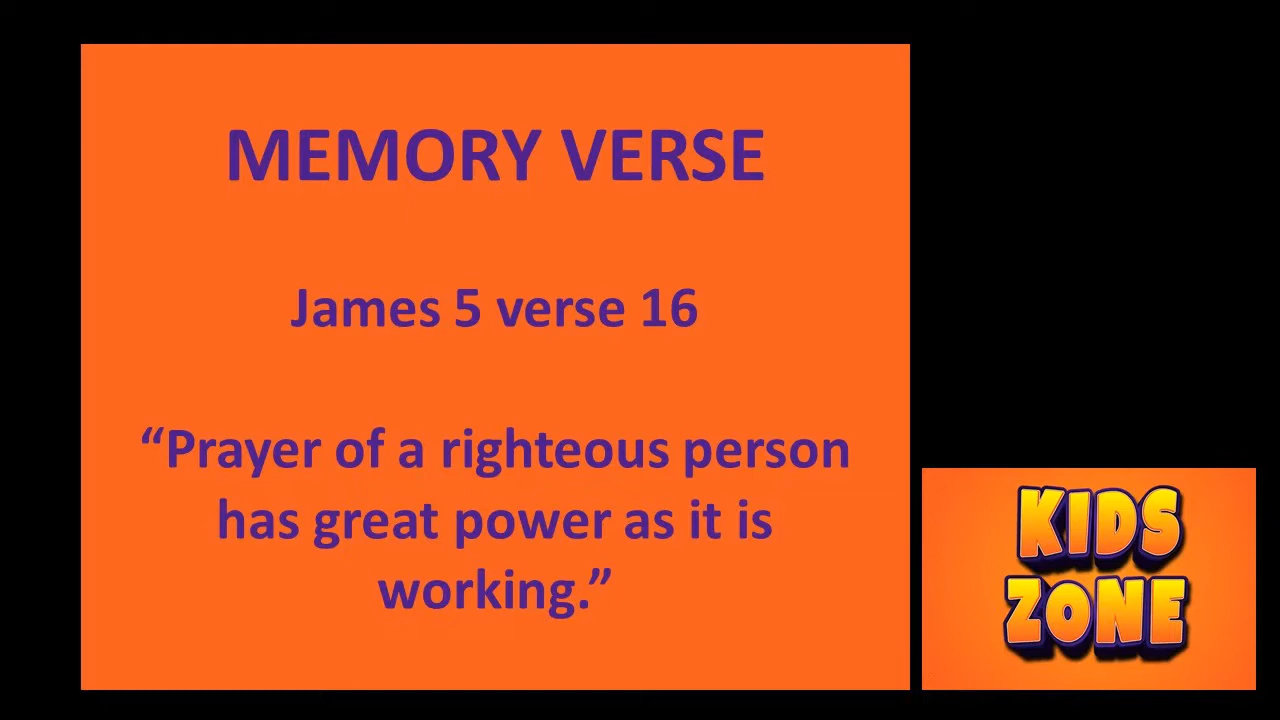 MEMORY VERSE
James 5 verse 16
“Prayer of a righteous person
has great power as it is
working.”
KIDS
ZONE